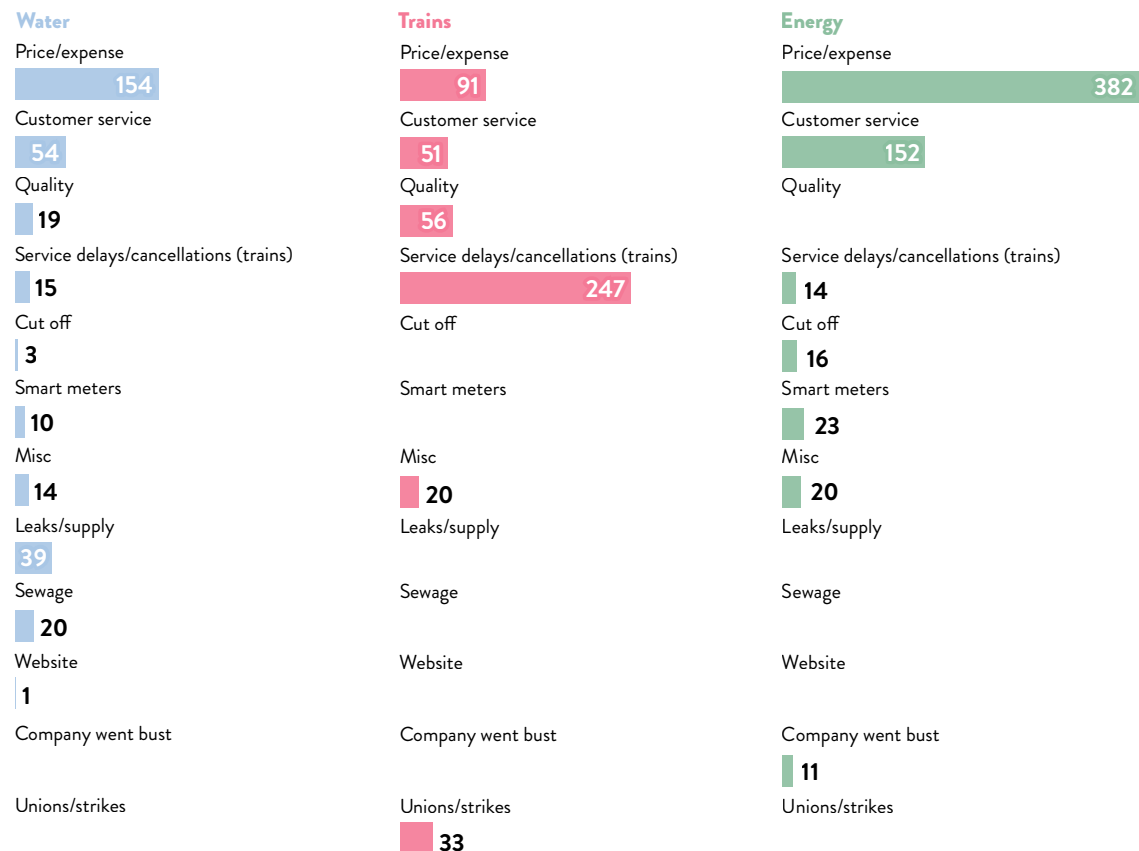 Water
Price/expense
154
Customer service
54
Quality
19
Service delays/cancellations (trains)
15
Cut off
3
Smart meters
10
Misc
14
Leaks/supply
39
Sewage
20
Website
1
Company went bust
Unions/strikes
Trains
Price/expense
91
Customer service
51
Quality
56
Service delays/cancellations (trains)
247
Cut off
Smart meters
Misc
20
Leaks/supply
Sewage
Website
Company went bust
Unions/strikes
33
Energy
Price/expense
382
Customer service
152
Quality
Service delays/cancellations (trains)
14
Cut off
16
Smart meters
23
Misc
20
Leaks/supply
Sewage
Website
Company went bust
11
Unions/strikes